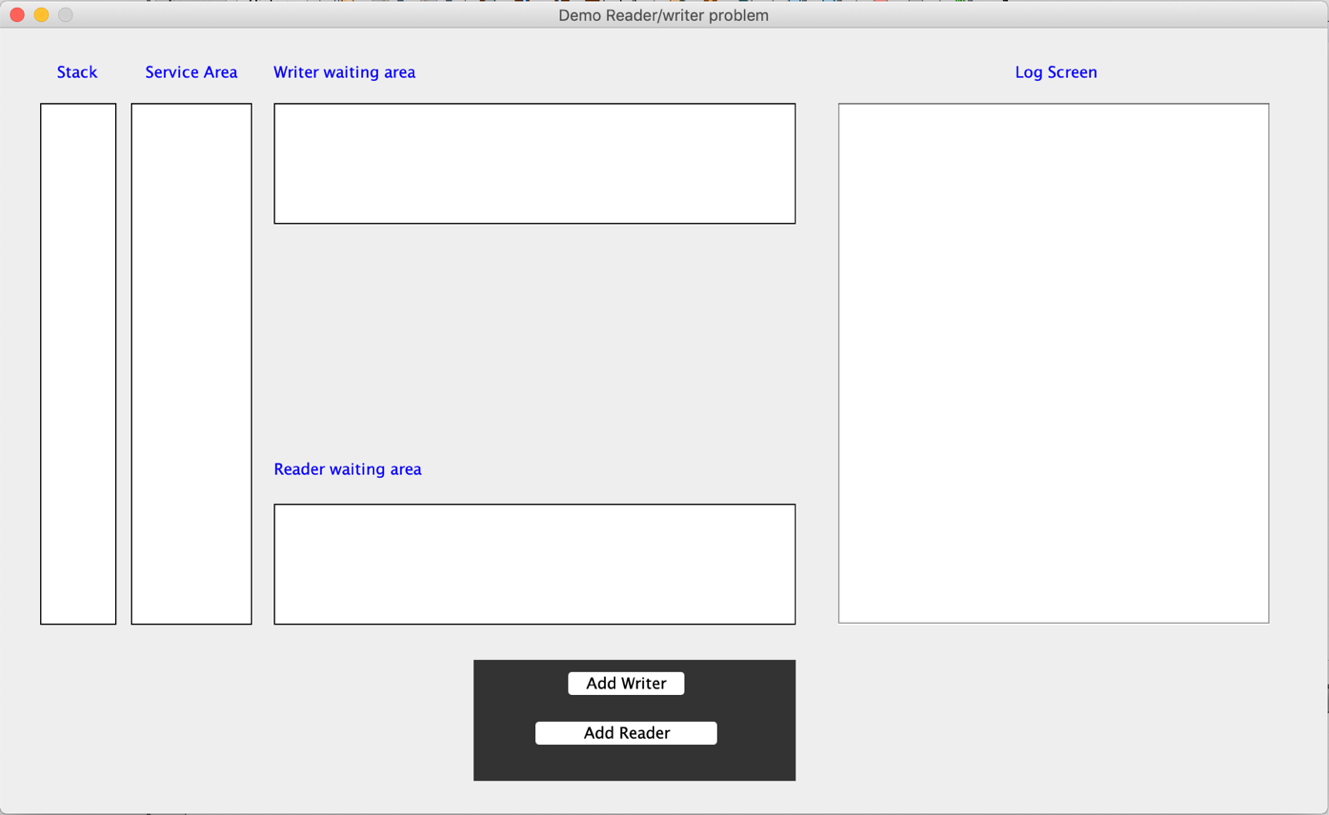 Demo Reader/writer problem
Stack
Service Area
Writer waiting area
Log Screen
Reader waiting area
Add Writer
Add Reader